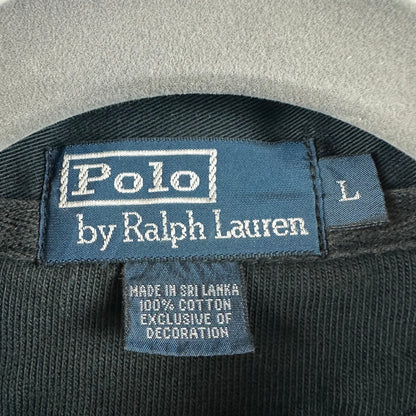 Polo
by Ralph Lauren
L
MADE IN SRI LANKA
100% COTTON
EXCLUSIVE OF
DECORATION